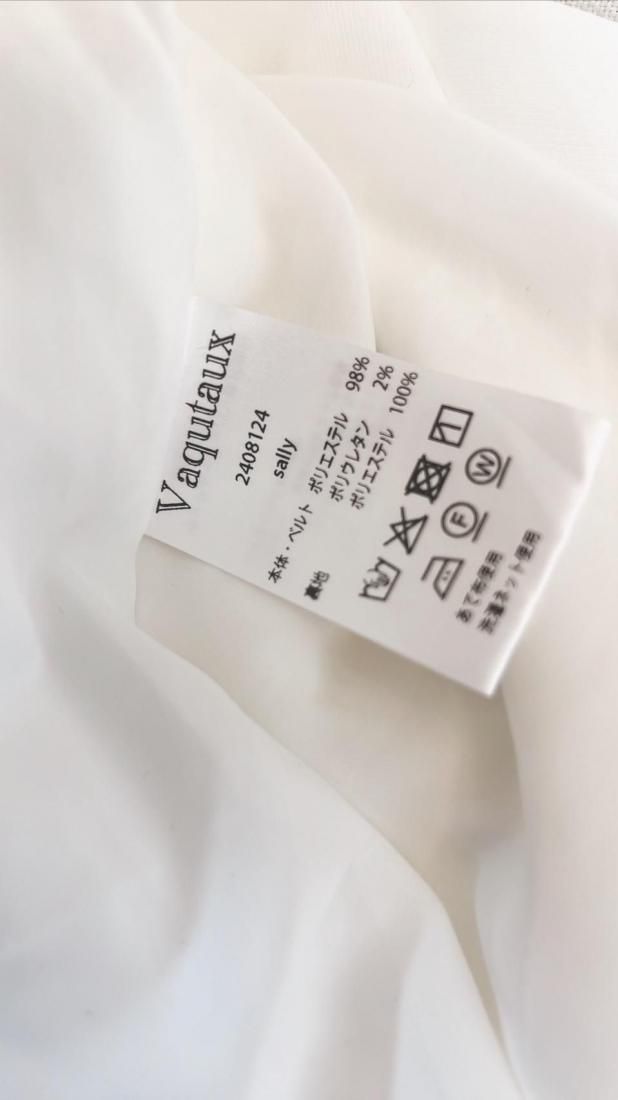 Vaqutaux
2408124
sally
本体・ベルト ポリエステル 98%
ポリウレタン 2%
裏地 ポリエステル 100%
F
W
あて布使用
洗濯ネット使用